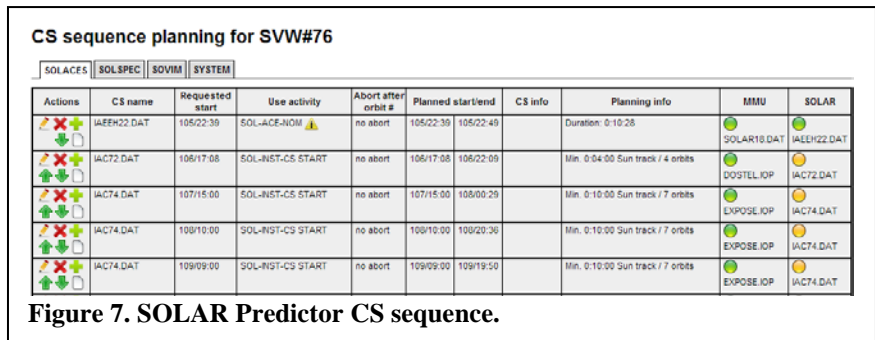 CS sequence planning for SVW#76
SOLACES SOLSPEC SOVIM SYSTEM
Actions CS name Requested start Use activity Abort after orbit # Planned start/end CS info Planning info MMU SOLAR
IAEEH22.DAT 105/22:39 SOL-ACE-NOM no abort 105/22:39 105/22:49 Duration: 0:10:28 SOLAR18.DAT IAEEH22.DAT
IAC72.DAT 106/17:08 SOL-INST-CS START no abort 106/17:08 106/22:09 Min. 0:04:00 Sun track / 4 orbits DOSTEL.IOP IAC72.DAT
IAC74.DAT 107/15:00 SOL-INST-CS START no abort 107/15:00 108/00:29 Min. 0:10:00 Sun track / 7 orbits EXPOSE.IOP IAC74.DAT
IAC74.DAT 108/10:00 SOL-INST-CS START no abort 108/10:00 108/20:36 Min. 0:10:00 Sun track / 7 orbits EXPOSE.IOP IAC74.DAT
IAC74.DAT 109/09:00 SOL-INST-CS START no abort 109/09:00 109/19:50 Min. 0:10:00 Sun track / 7 orbits EXPOSE.IOP IAC74.DAT
Figure 7. SOLAR Predictor CS sequence.